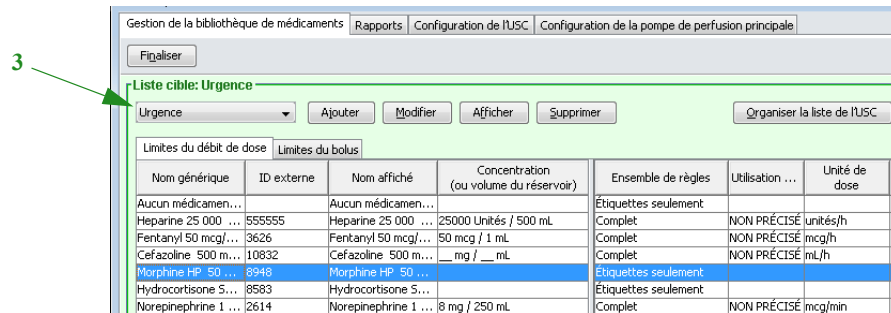 Gestion de la bibliothèque de médicaments Rapports Configuration de l'USC Configuration de la pompe de perfusion principale
Finaliser
3
Liste cible: Urgence
Urgence Ajouter Modifier Afficher Supprimer Organiser la liste de l'USC
Limites du débit de dose Limites du bolus
Nom générique ID externe Nom affiché Concentration (ou volume du réservoir) Ensemble de règles Utilisation ... Unité de dose
Aucun médicamen... Aucun médicamen... Étiquettes seulement
Heparine 25 000 ... 555555 Heparine 25 000 ... 25000 Unités / 500 mL Complet NON PRÉCISÉ unités/h
Fentanyl 50 mcg/... 3626 Fentanyl 50 mcg/... 50 mcg / 1 mL Complet NON PRÉCISÉ mcg/h
Cefazoline 500 m... 10832 Cefazoline 500 m... __ mg / __ mL Complet NON PRÉCISÉ mL/h
Morphine HP 50 ... 8948 Morphine HP 50 ... Étiquettes seulement
Hydrocortisone S... 8583 Hydrocortisone S... Étiquettes seulement
Norepinephrine 1 ... 2614 Norepinephrine 1 ... 8 mg / 250 mL Complet NON PRÉCISÉ mcg/min